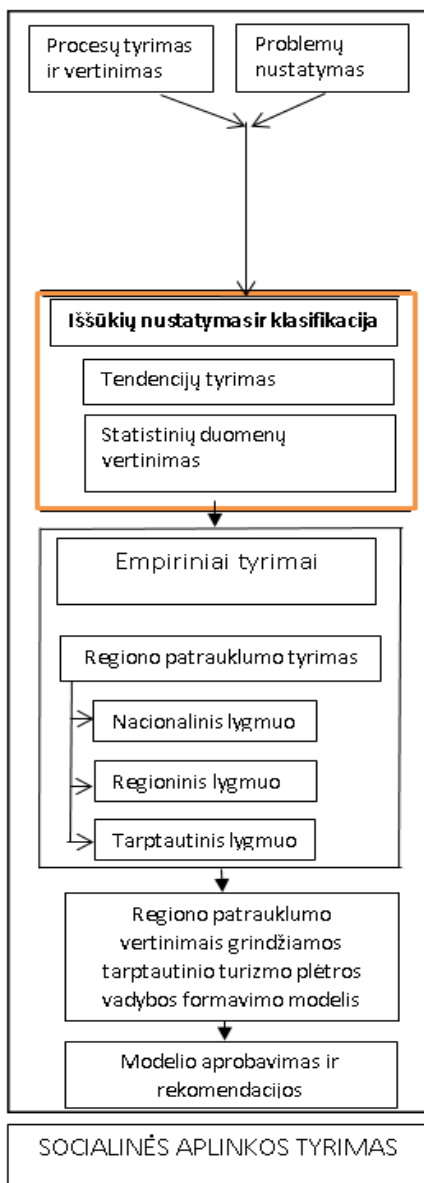 Procesų tyrimas
ir vertinimas
Problemų
nustatymas
Iššūkių nustatymas ir klasifikacija
Tendencijų tyrimas
Statistinių duomenų
vertinimas
Empiriniai tyrimai
Regiono patrauklumo tyrimas
Nacionalinis lygmuo
Regioninis lygmuo
Tarptautinis lygmuo
Regiono patrauklumo
vertinimais grindžiamos
tarptautinio turizmo plėtros
vadybos formavimo modelis
Modelio aprobavimas ir
rekomendacijos
SOCIALINĖS APLINKOS TYRIMAS